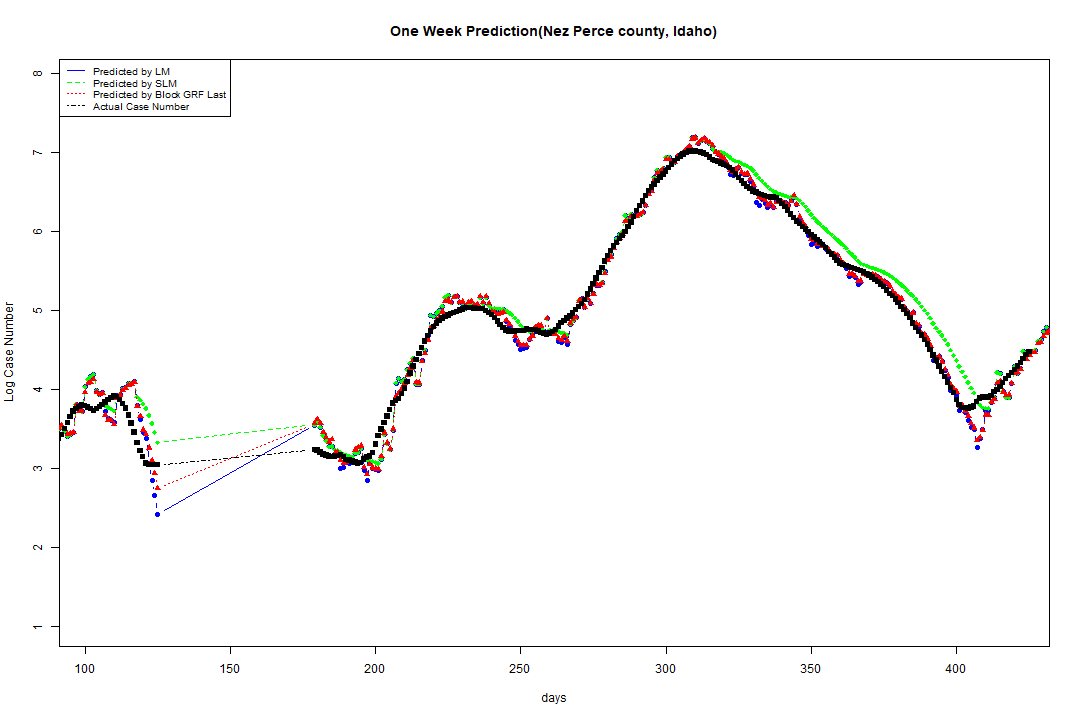 One Week Prediction(Nez Perce county, Idaho)
Predicted by LM
Predicted by SLM
Predicted by Block GRF Last
Actual Case Number
8
7
6
5
4
3
2
1
Log Case Number
100 150 200 250 300 350 400
days